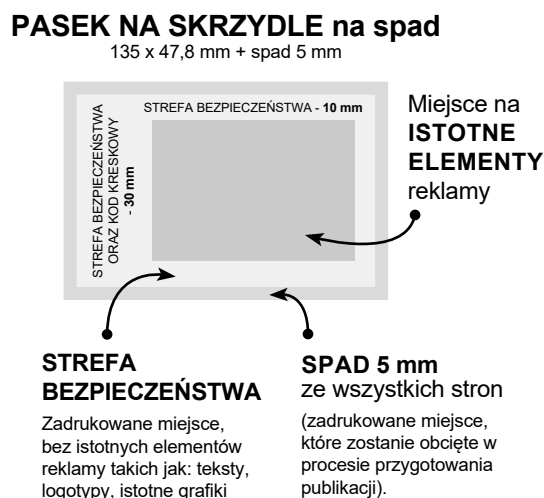 PASEK NA SKRZYDLE na spad
135 x 47,8 mm + spad 5 mm
STREFA BEZPIECZEŃSTWA - 10 mm
STREFA BEZPIECZEŃSTWA
ORAZ KOD KRESKOWY
- 30 mm
Miejsce na
ISTOTNE
ELEMENTY
reklamy
STREFA
BEZPIECZEŃSTWA
Zadrukowane miejsce,
bez istotnych elementów
reklamy takich jak: teksty,
logotypy, istotne grafiki
SPAD 5 mm
ze wszystkich stron
(zadrukowane miejsce,
które zostanie obcięte w
procesie przygotowania
publikacji).